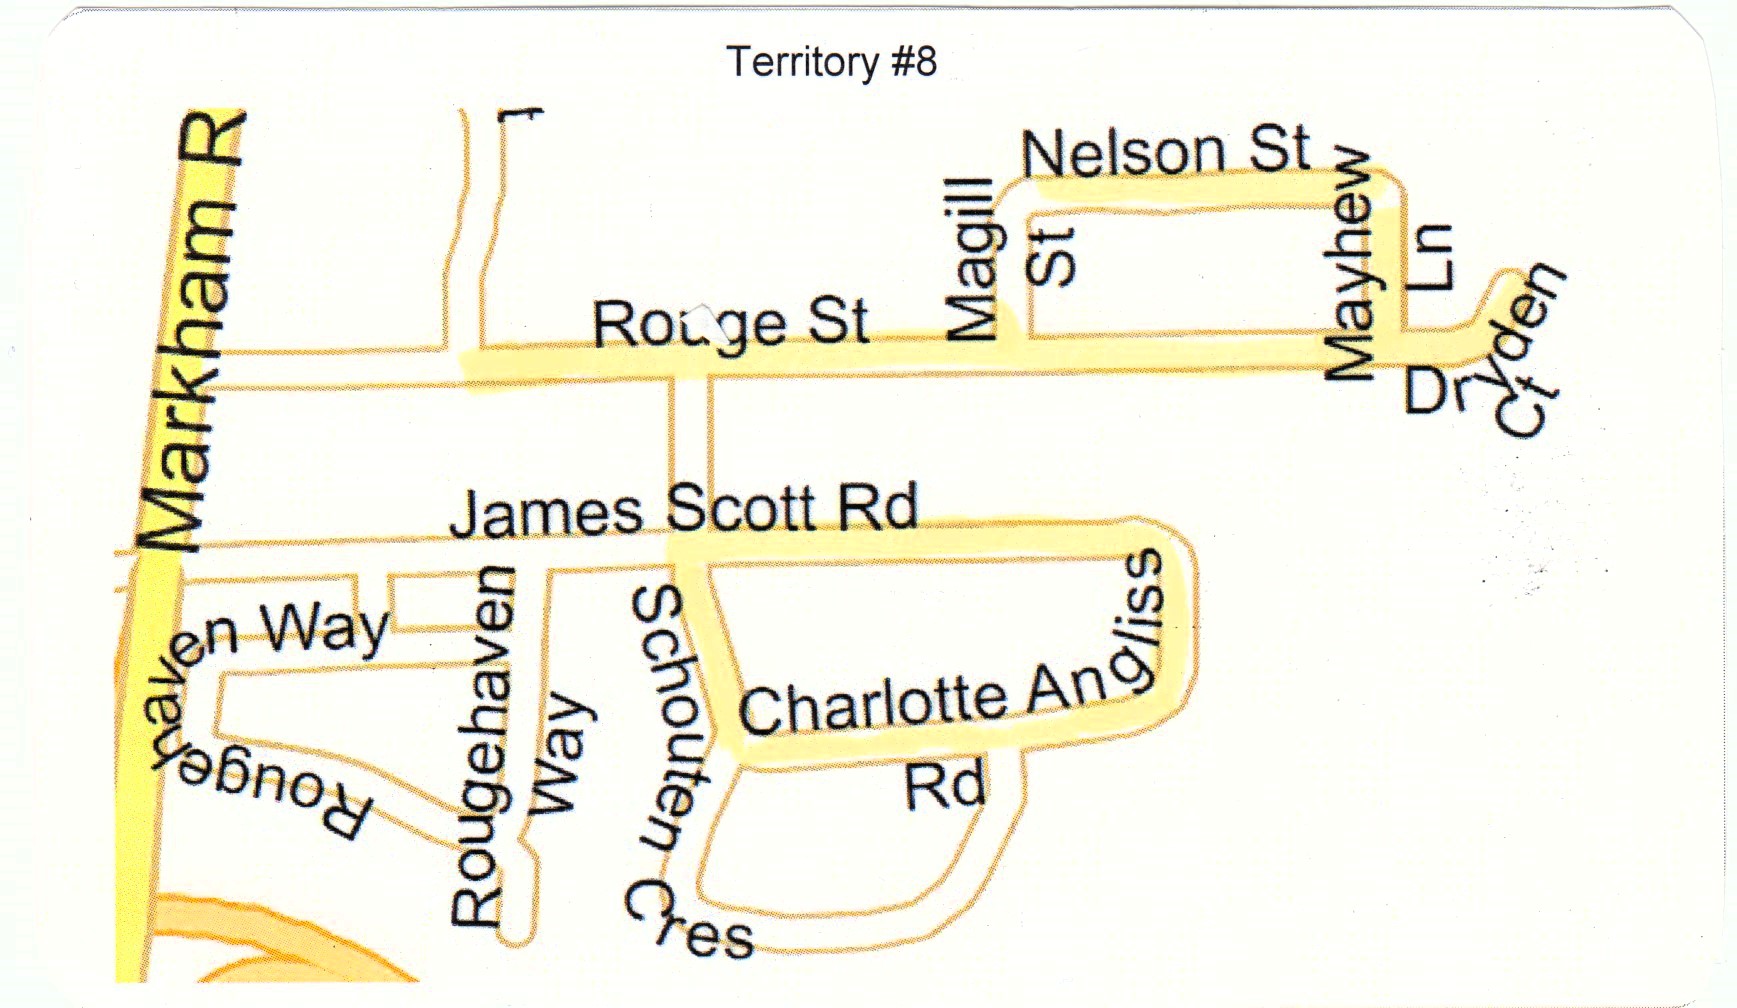 Territory #8
Markham R
Nelson St
Magill St
Mayhew Ln
Rouge St
Dryden Ct
James Scott Rd
Rougehaven Way
Rougehaven Way
Schouten Cres
Charlotte Angliss Rd